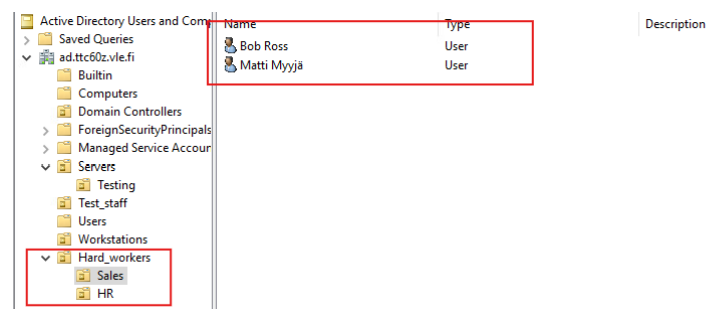 Active Directory Users and Com
Saved Queries
ad.ttc60z.vle.fi
Builtin
Computers
Domain Controllers
ForeignSecurityPrincipals
Managed Service Accour
Servers
Testing
Test_staff
Users
Workstations
Hard_workers
Sales
HR
Name Type Description
Bob Ross User
Matti Myyjä User